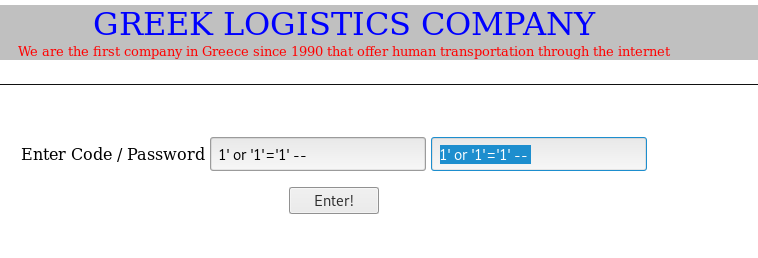 GREEK LOGISTICS COMPANY
We are the first company in Greece since 1990 that offer human transportation through the internet
Enter Code / Password 1' or '1'='1' -- 1' or '1'='1' --
Enter!